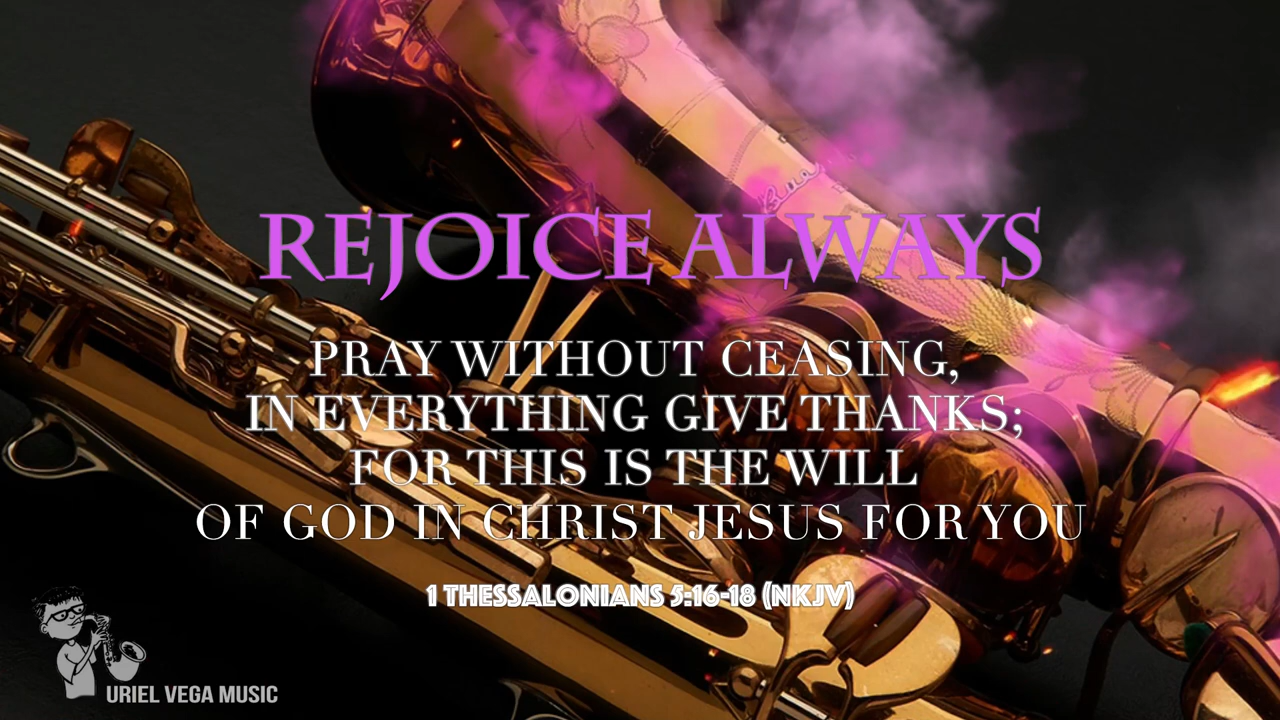 REJOICE ALWAYS
PRAY WITHOUT CEASING,
IN EVERYTHING GIVE THANKS;
FOR THIS IS THE WILL
OF GOD IN CHRIST JESUS FOR YOU
1 THESSALONIANS 5:16-18 (NKJV)
URIEL VEGA MUSIC